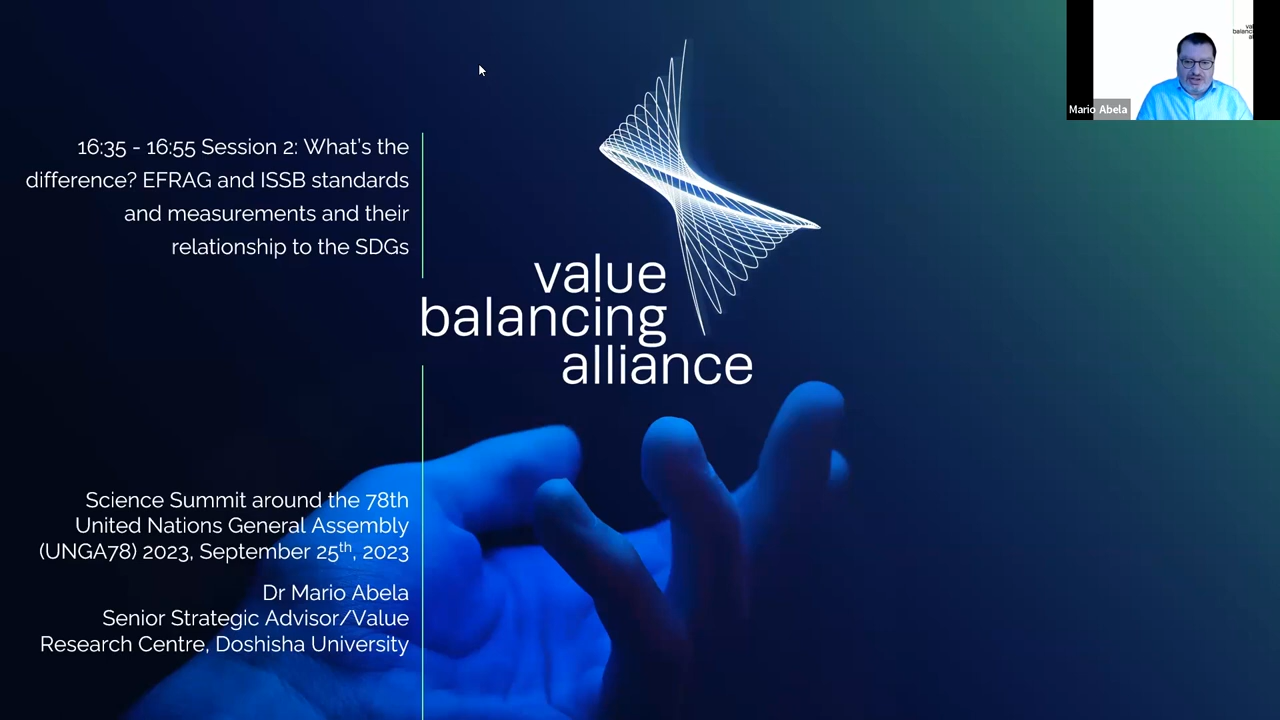 16:35 - 16:55 Session 2: What's the
difference? EFRAG and ISSB standards
and measurements and their
relationship to the SDGs
value
balancing
alliance
Science Summit around the 78th
United Nations General Assembly
(UNGA78) 2023, September 25th, 2023
Dr Mario Abela
Senior Strategic Advisor/Value
Research Centre, Doshisha University
Mario Abela